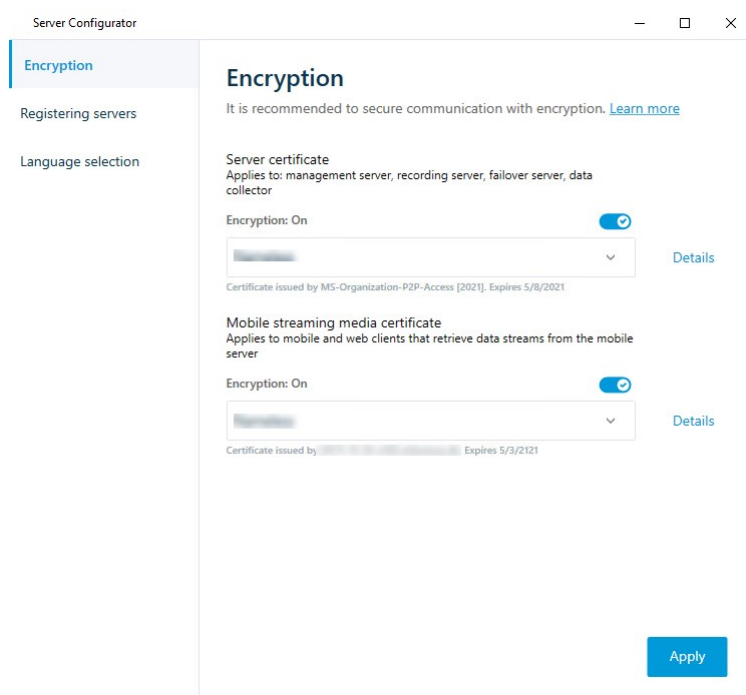 Server Configurator
Encryption
Registering servers
Language selection
Encryption
It is recommended to secure communication with encryption. Learn more
Server certificate
Applies to: management server, recording server, failover server, data
collector
Encryption: On
Details
Certificate issued by MS-Organization-P2P-Access [2021]. Expires 5/8/2021
Mobile streaming media certificate
Applies to mobile and web clients that retrieve data streams from the mobile
server
Encryption: On
Details
Certificate issued by Expires 5/3/2121
Apply